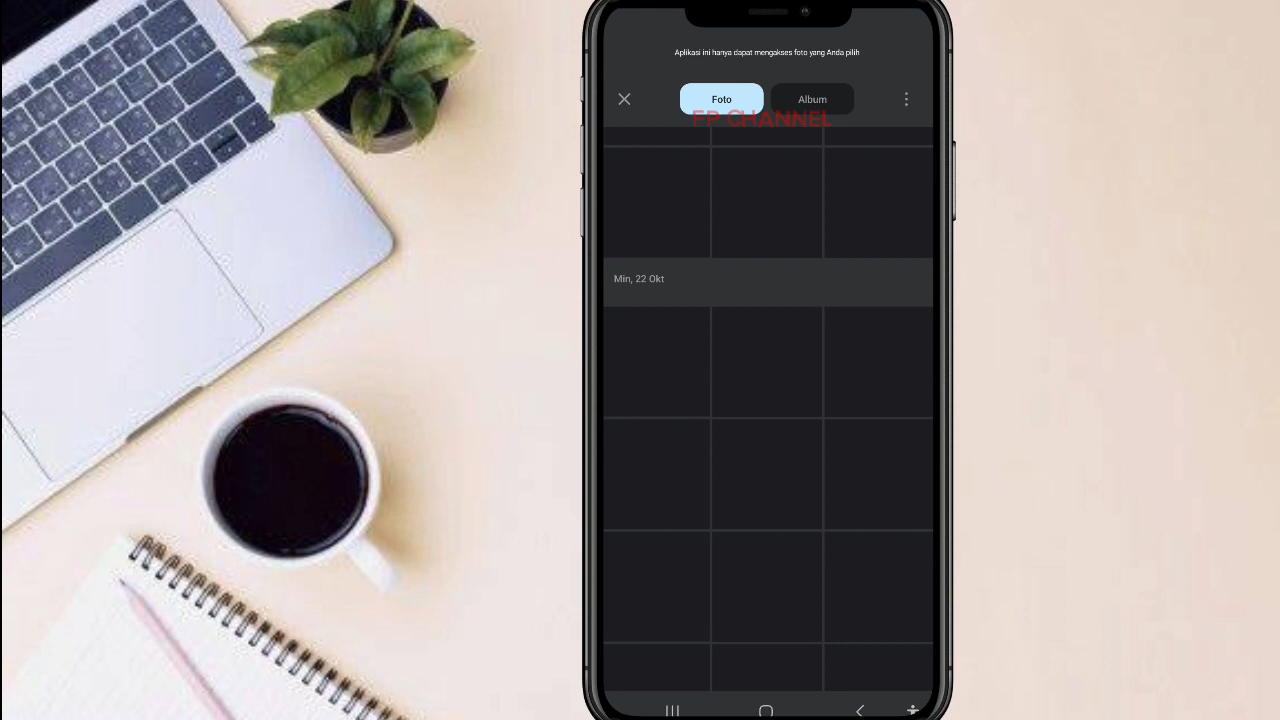 Aplikasi ini hanya dapat mengakses foto yang Anda pilih
Foto
Album
FP CHANNEL
Min, 22 Okt